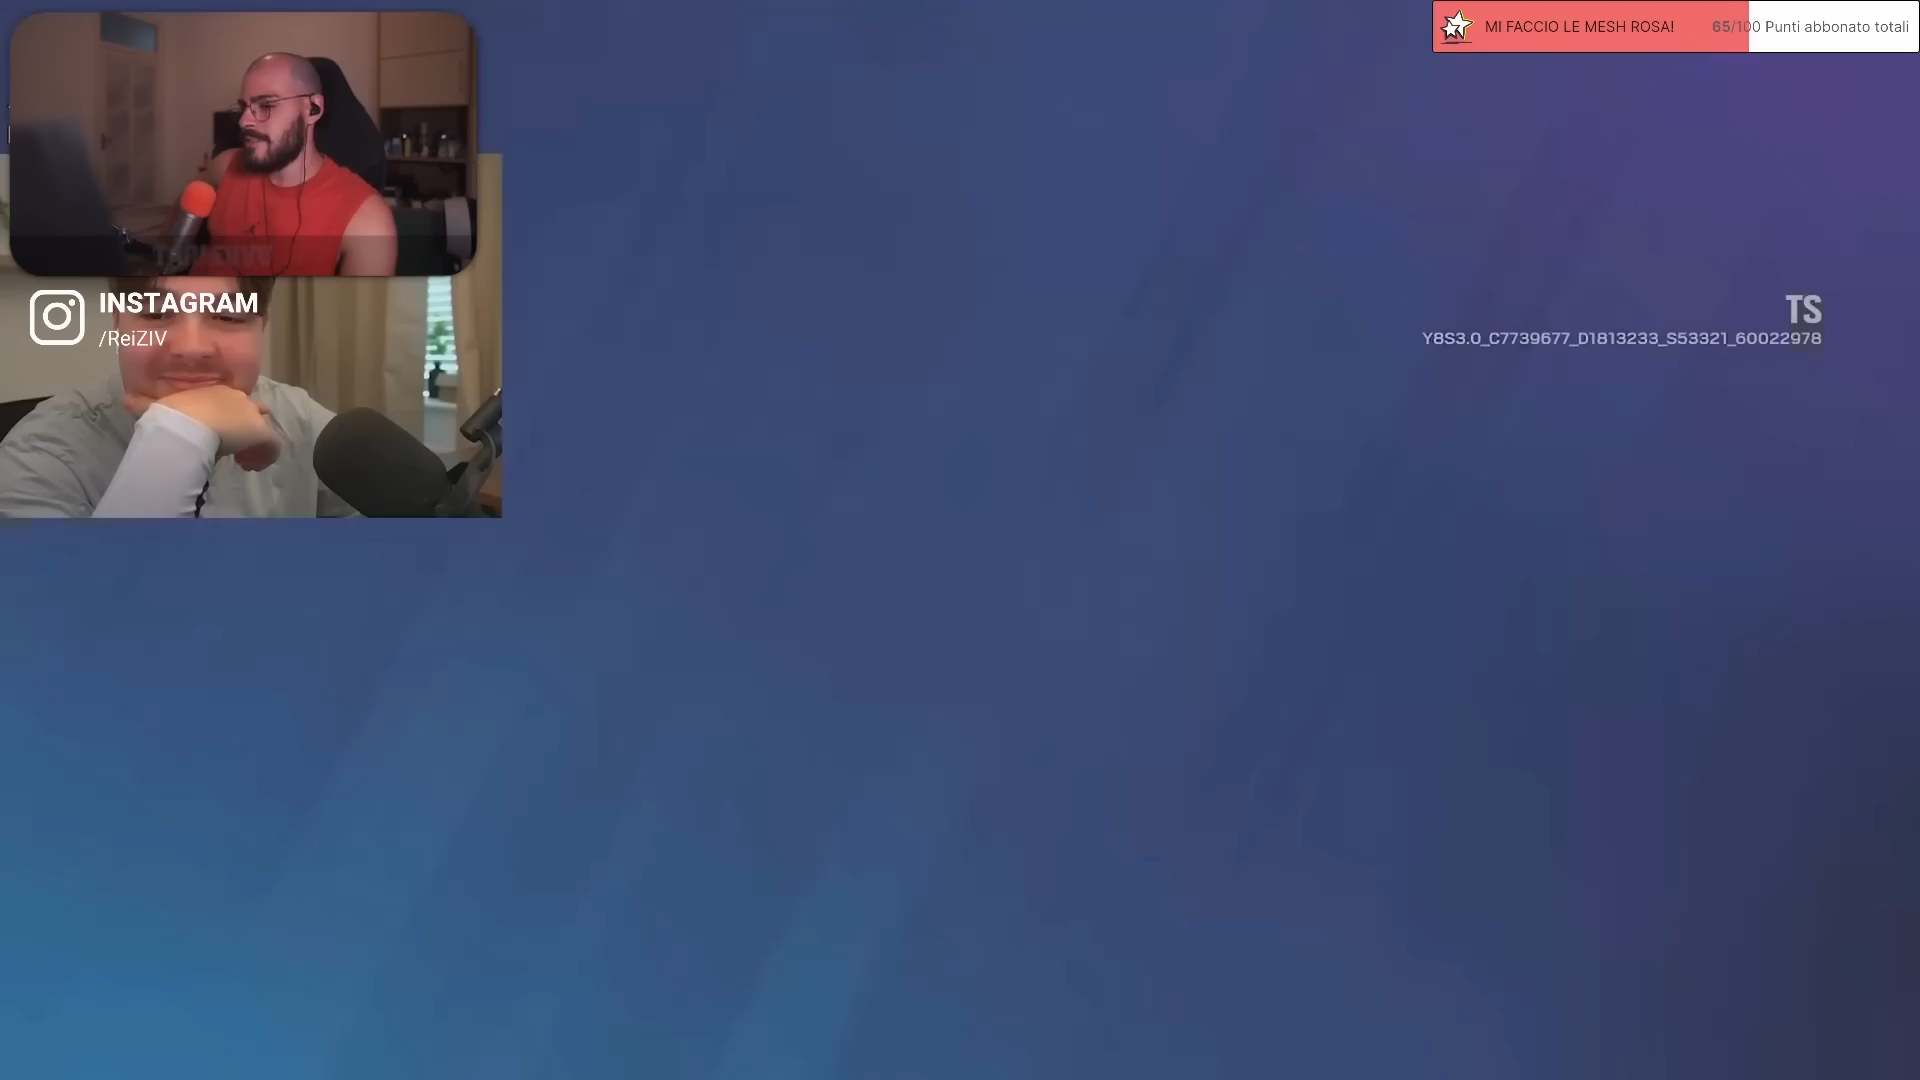 MI FACCIO LE MESH ROSA! 65/100 Punti abbonato totali
INSTAGRAM
/ReiZIV
TS
Y8S3.0_C7739677_D1813233_S53321_60022978